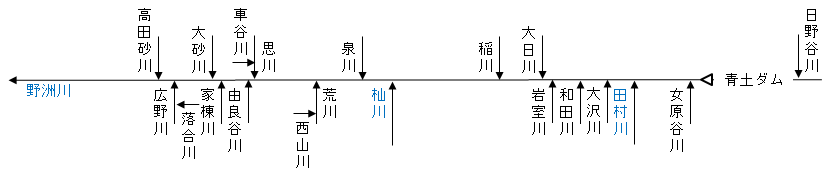 高田砂川
大砂川
車谷川
思川
泉川
稲川
大日川
日野谷川
野洲川
青土ダム
広野川
落合川
家棟川
由良谷川
西山川
荒川
杣川
岩室川
和田川
大沢川
田村川
女原谷川